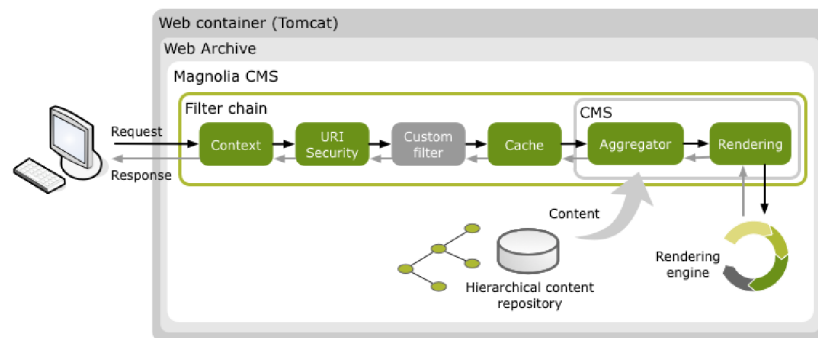 Web container (Tomcat)
Web Archive
Magnolia CMS
Filter chain
CMS
Request
Response
Context
URI
Security
Custom
filter
Cache
Aggregator
Rendering
Content
Hierarchical content
repository
Rendering
engine